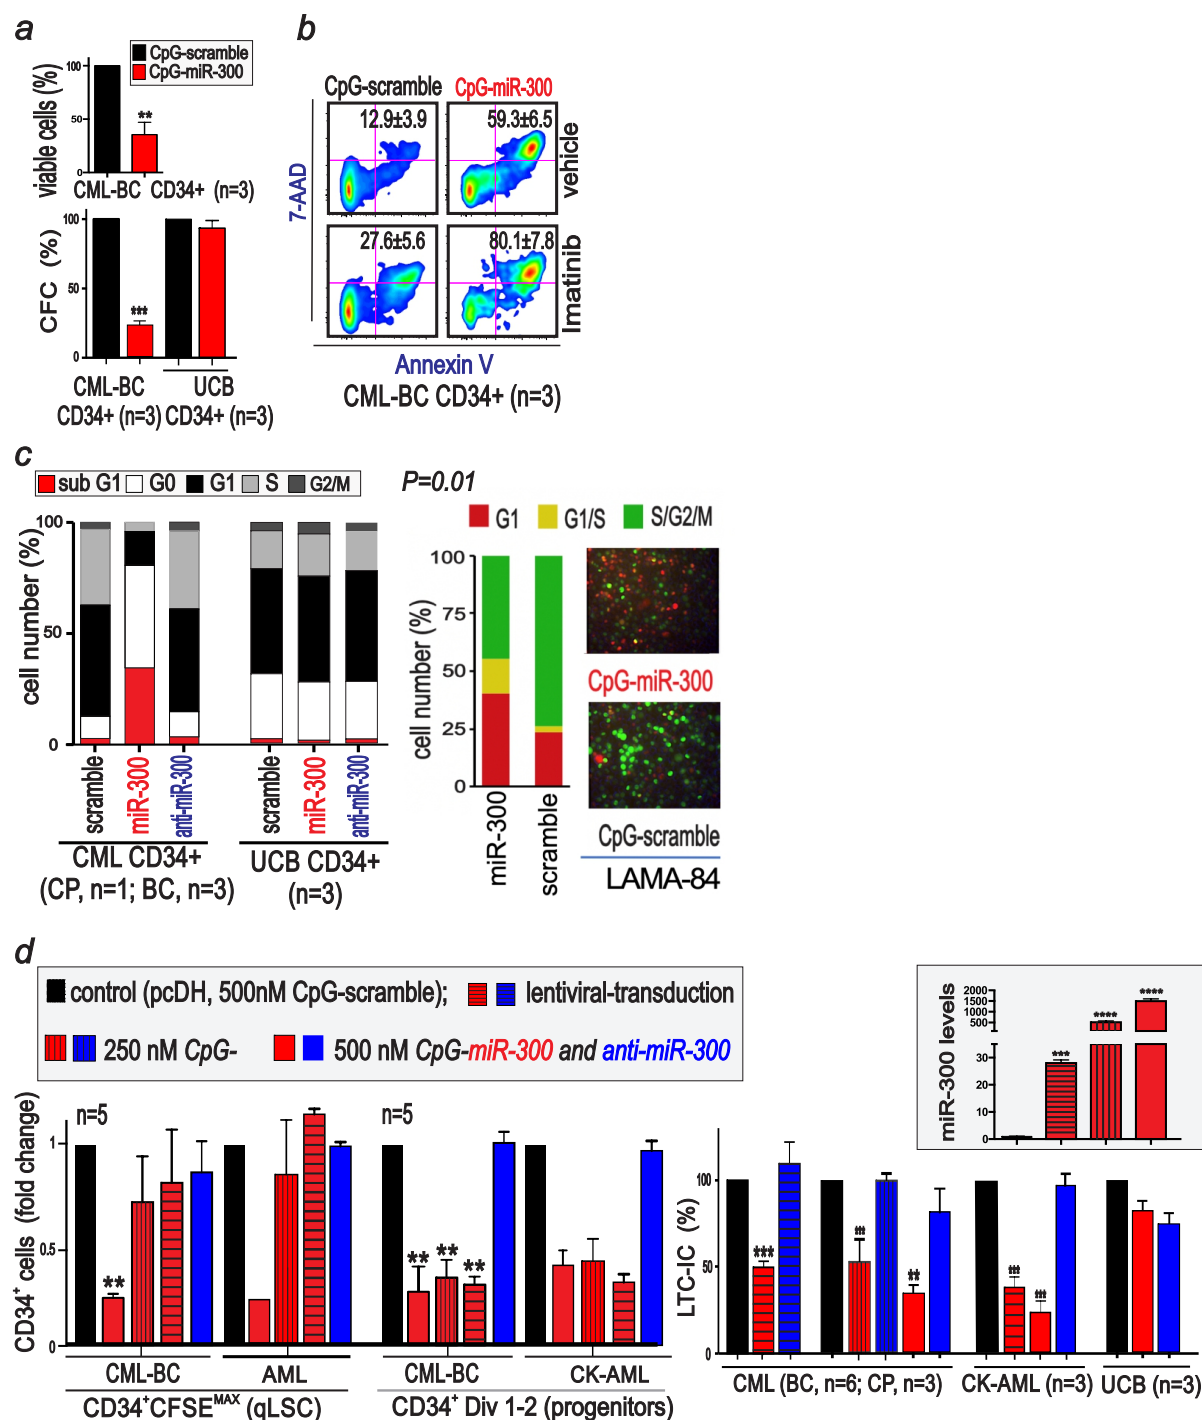 a
CpG-scramble
CpG-miR-300
viable cells (%)
100
50
0
**
CML-BC CD34+ (n=3)
CFC (%)
100
50
0
***
CML-BC
CD34+ (n=3)
UCB
CD34+ (n=3)
b
CpG-scramble
CpG-miR-300
12.9±3.9
59.3±6.5
vehicle
7-AAD
27.6±5.6
80.1±7.8
Imatinib
Annexin V
CML-BC CD34+ (n=3)
c
sub G1 G0 G1 S G2/M
cell number (%)
100
50
0
scramble
miR-300
anti-miR-300
scramble
miR-300
anti-miR-300
CML CD34+
(CP, n=1; BC, n=3)
UCB CD34+
(n=3)
P=0.01
G1 G1/S S/G2/M
cell number (%)
100
75
50
25
0
miR-300
scramble
CpG-miR-300
CpG-scramble
LAMA-84
d
control (pcDH, 500nM CpG-scramble); lentiviral-transduction
250 nM CpG- 500 nM CpG-miR-300 and anti-miR-300
miR-300 levels
2000
1500
1000
500
30
20
10
0
***
****
****
CD34+ cells (fold change)
1
0.5
0
n=5
n=5
**
** ** **
CML-BC
AML
CML-BC
CK-AML
CD34+CFSEMAX (qLSC)
CD34+ Div 1-2 (progenitors)
LTC-IC (%)
100
50
0
***
***
**
***
***
CML (BC, n=6; CP, n=3)
CK-AML (n=3)
UCB (n=3)